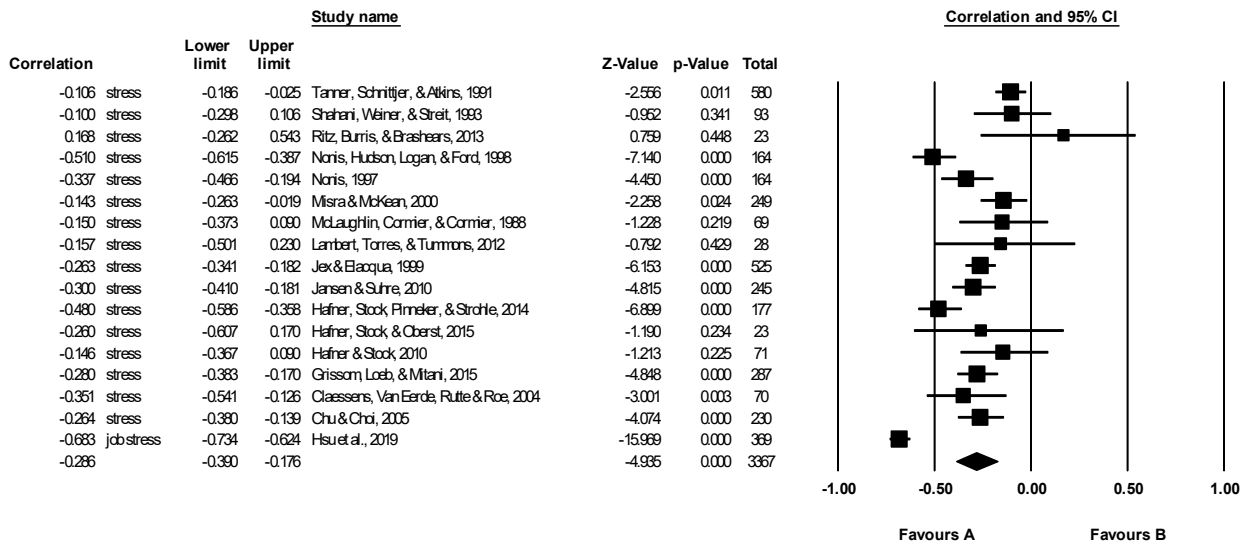 Study name Correlation and 95% CI
Lower Upper
Correlation limit limit Z-Value p-Value Total
-0.106 stress -0.186 -0.025 Tanner, Schnittjer, & Atkins, 1991 -2.556 0.011 580
-0.100 stress -0.298 0.106 Shahani, Weiner, & Streit, 1993 -0.952 0.341 93
0.168 stress -0.262 0.543 Ritz, Burris, & Brashears, 2013 0.759 0.448 23
-0.510 stress -0.615 -0.387 Nonis, Hudson, Logan, & Ford, 1998 -7.140 0.000 164
-0.337 stress -0.466 -0.194 Nonis, 1997 -4.450 0.000 164
-0.143 stress -0.263 -0.019 Misra & McKean, 2000 -2.258 0.024 249
-0.150 stress -0.373 0.090 McLaughlin, Cormier, & Cormier, 1988 -1.228 0.219 69
-0.157 stress -0.501 0.230 Lambert, Torres, & Tummons, 2012 -0.792 0.429 28
-0.263 stress -0.341 -0.182 Jex & Elacqua, 1999 -6.153 0.000 525
-0.300 stress -0.410 -0.181 Jansen & Suhre, 2010 -4.815 0.000 245
-0.480 stress -0.586 -0.358 Hafner, Stock, Pinneker, & Strohle, 2014 -6.899 0.000 177
-0.260 stress -0.607 0.170 Hafner, Stock, & Oberst, 2015 -1.190 0.234 23
-0.146 stress -0.367 0.090 Hafner & Stock, 2010 -1.213 0.225 71
-0.280 stress -0.383 -0.170 Grissom, Loeb, & Mitani, 2015 -4.848 0.000 287
-0.351 stress -0.541 -0.126 Claessens, Van Eerde, Rutte & Roe, 2004 -3.001 0.003 70
-0.264 stress -0.380 -0.139 Chu & Choi, 2005 -4.074 0.000 230
-0.683 job stress -0.734 -0.624 Hsu et al., 2019 -15.969 0.000 369
-0.286 -0.390 -0.176 -4.935 0.000 3367
-1.00 -0.50 0.00 0.50 1.00
Favours A Favours B